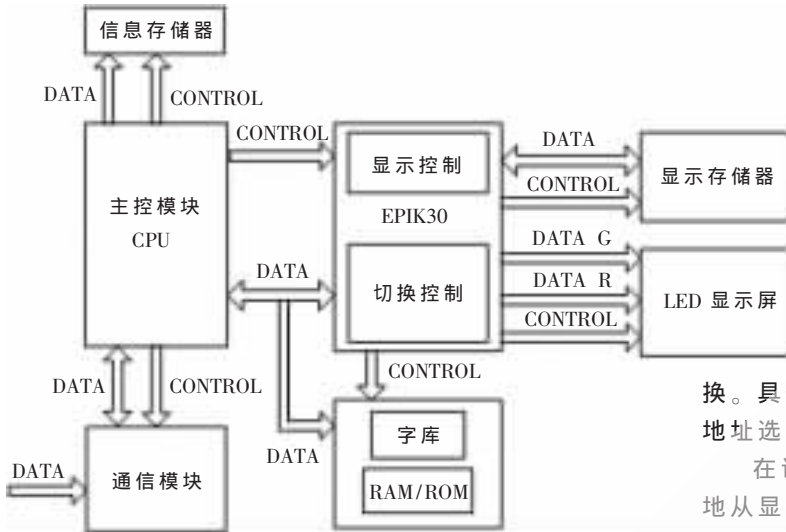 信息存储器
DATA
CONTROL
CONTROL
主控模块
CPU
显示控制
EPIK30
切换控制
DATA
CONTROL
显示存储器
DATA G
DATA R
CONTROL
LED 显示屏
DATA
CONTROL
DATA
CONTROL
DATA
字库
RAM/ROM
DATA
通信模块
换。具
地址选
地从显